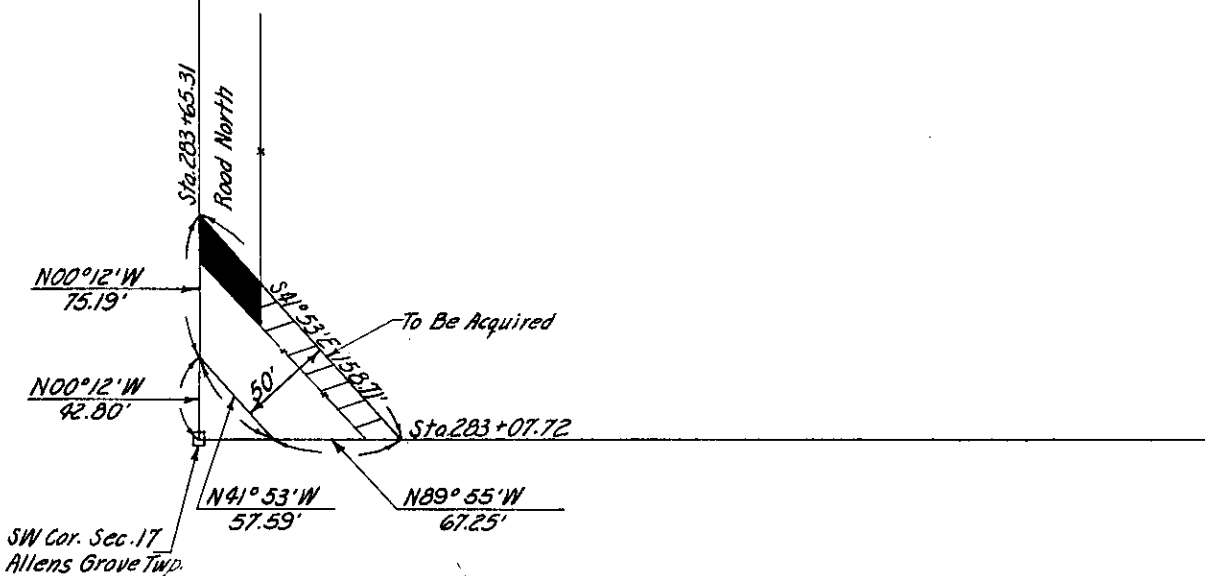 Sta.283+65.31
Road North
N00°12'W
75.19'
S41°53'E 158.71'
To Be Acquired
N00°12'W
42.80'
50'
Sta.283+07.72
N41°53'W
57.59'
N89°55'W
67.25'
SW Cor. Sec.17
Allens Grove Twp.